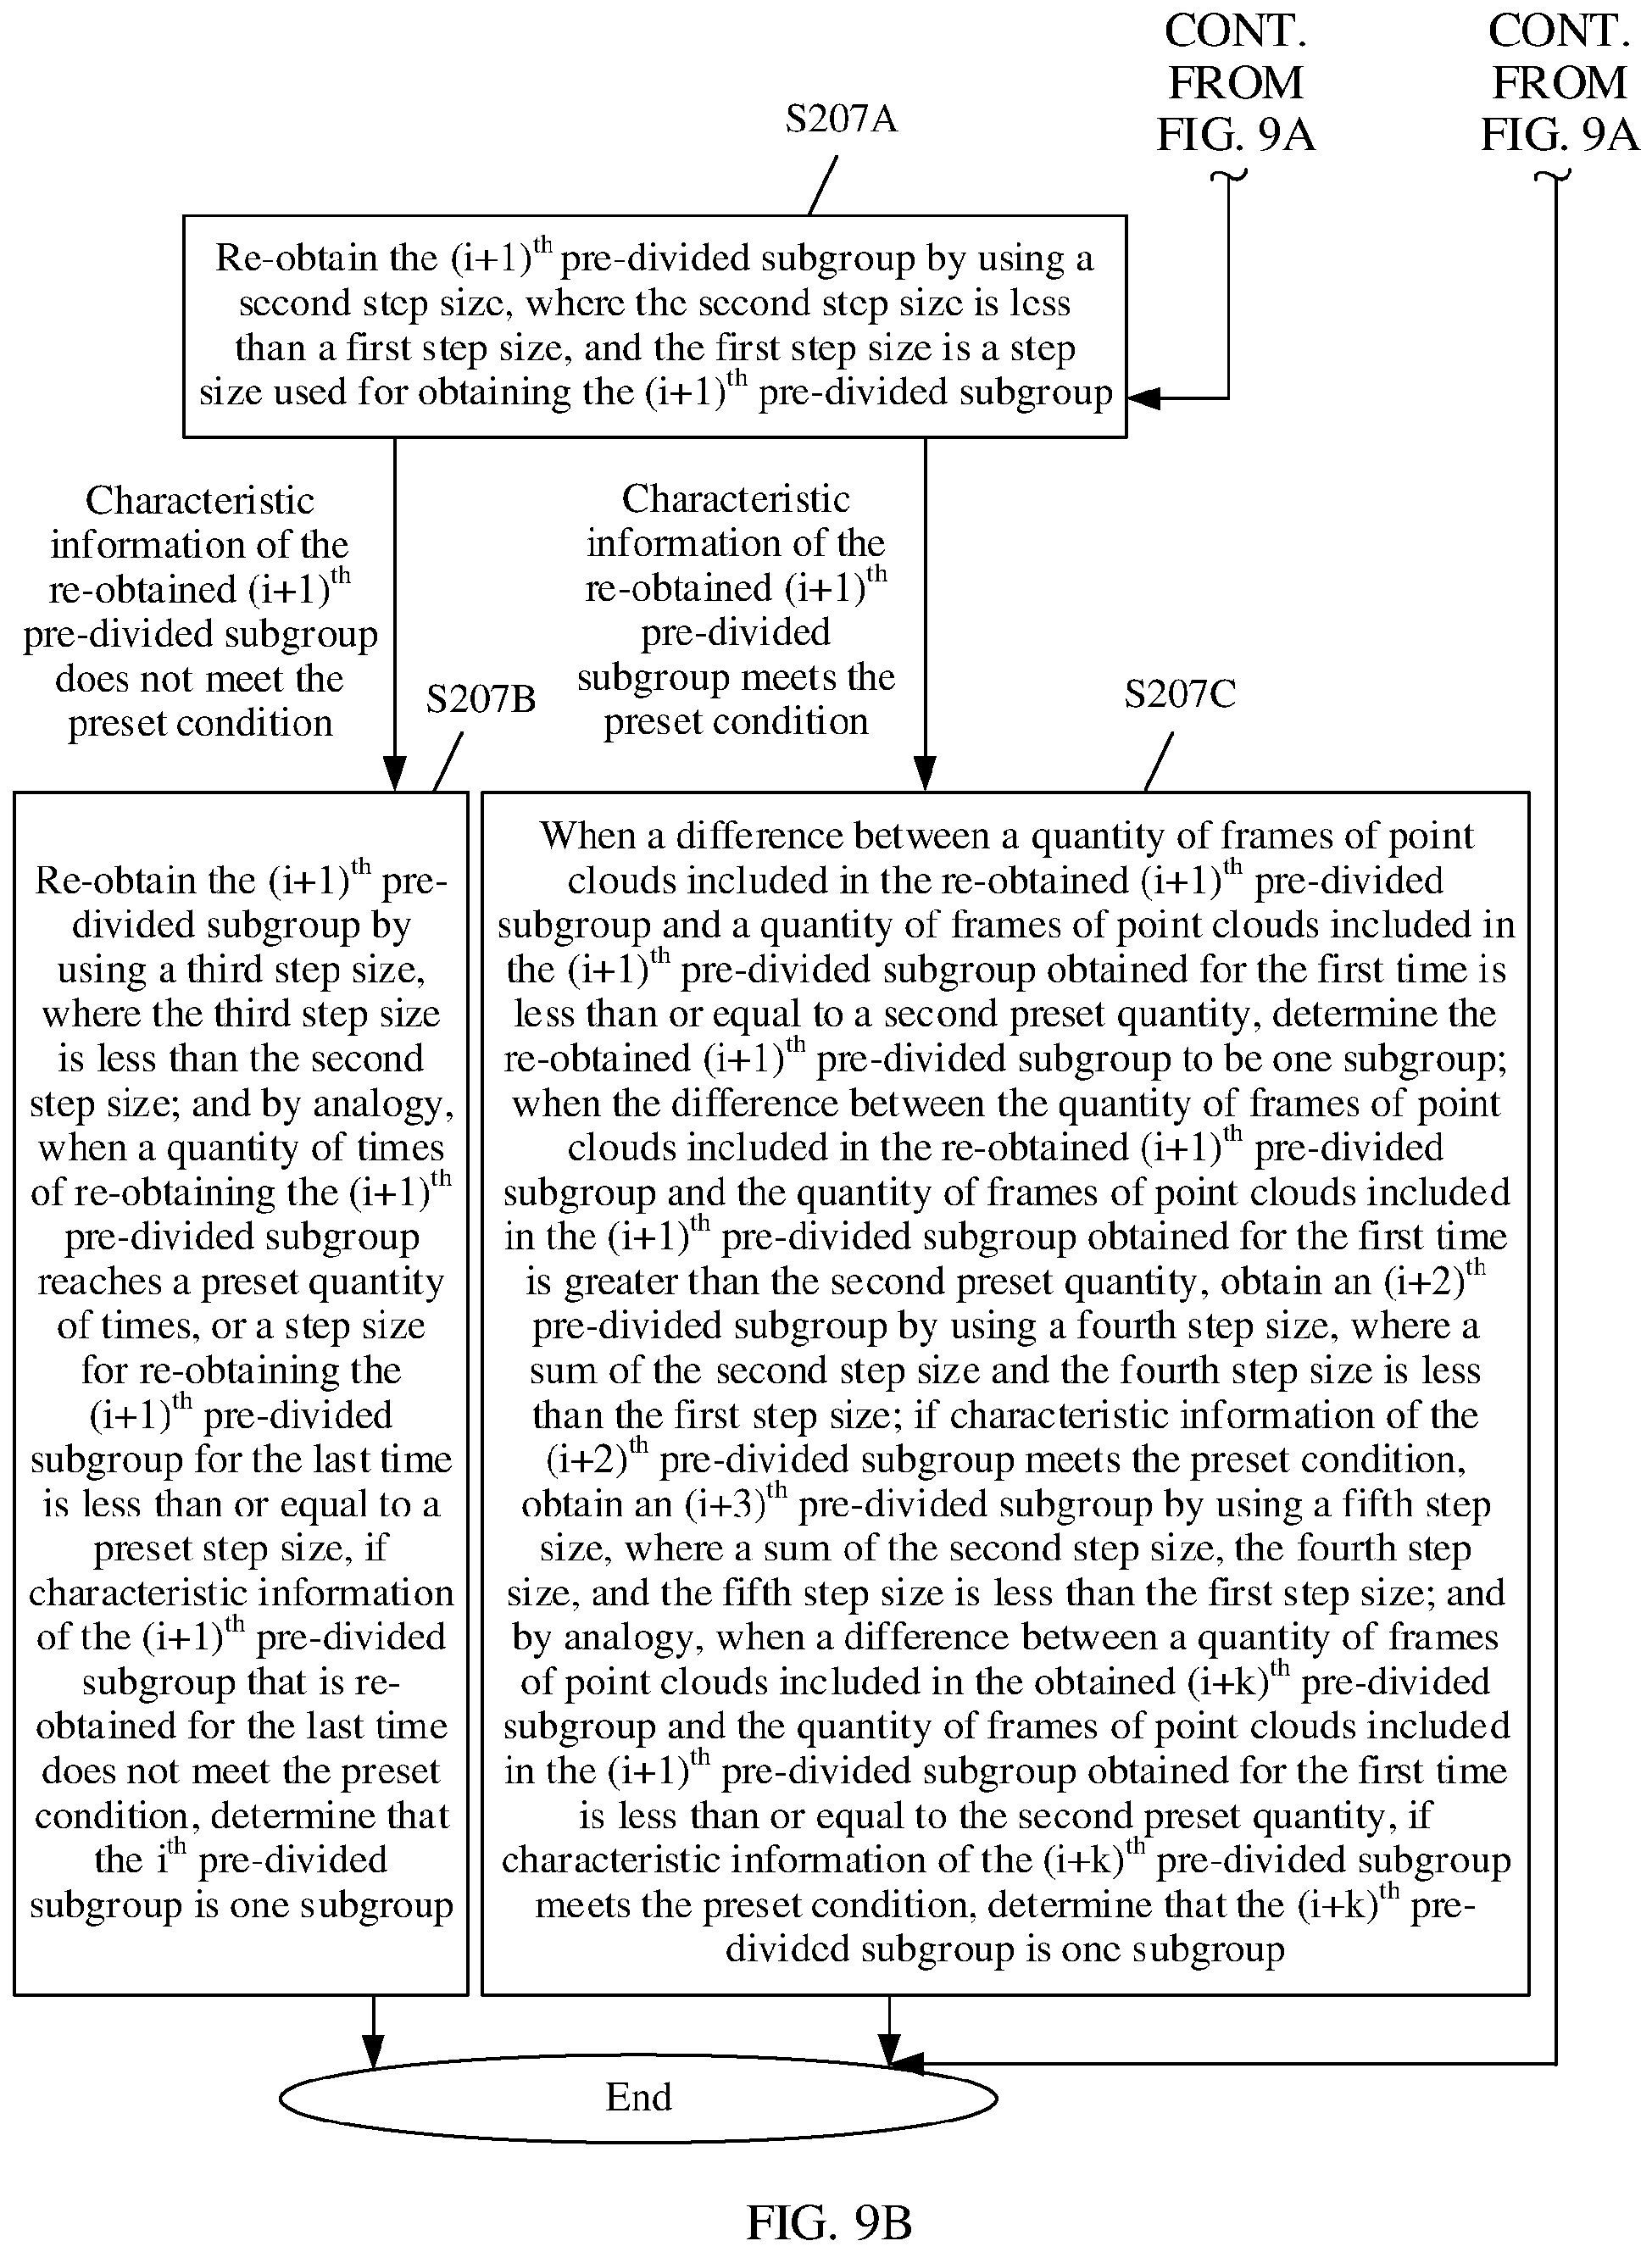 CONT.
FROM
FIG. 9A
CONT.
FROM
FIG. 9A
S207A
Re-obtain the (i+1)th pre-divided subgroup by using a
second step size, where the second step size is less
than a first step size, and the first step size is a step
size used for obtaining the (i+1)th pre-divided subgroup
Characteristic
information of the
re-obtained (i+1)th
pre-divided subgroup
does not meet the
preset condition
Characteristic
information of the
re-obtained (i+1)th
pre-divided
subgroup meets the
preset condition
S207B
Re-obtain the (i+1)th pre-
divided subgroup by
using a third step size,
where the third step size
is less than the second
step size; and by analogy,
when a quantity of times
of re-obtaining the (i+1)th
pre-divided subgroup
reaches a preset quantity
of times, or a step size
for re-obtaining the
(i+1)th pre-divided
subgroup for the last time
is less than or equal to a
preset step size, if
characteristic information
of the (i+1)th pre-divided
subgroup that is re-
obtained for the last time
does not meet the preset
condition, determine that
the ith pre-divided
subgroup is one subgroup
S207C
When a difference between a quantity of frames of point
clouds included in the re-obtained (i+1)th pre-divided
subgroup and a quantity of frames of point clouds included in
the (i+1)th pre-divided subgroup obtained for the first time is
less than or equal to a second preset quantity, determine the
re-obtained (i+1)th pre-divided subgroup to be one subgroup;
when the difference between the quantity of frames of point
clouds included in the re-obtained (i+1)th pre-divided
subgroup and the quantity of frames of point clouds included
in the (i+1)th pre-divided subgroup obtained for the first time
is greater than the second preset quantity, obtain an (i+2)th
pre-divided subgroup by using a fourth step size, where a
sum of the second step size and the fourth step size is less
than the first step size; if characteristic information of the
(i+2)th pre-divided subgroup meets the preset condition,
obtain an (i+3)th pre-divided subgroup by using a fifth step
size, where a sum of the second step size, the fourth step
size, and the fifth step size is less than the first step size; and
by analogy, when a difference between a quantity of frames
of point clouds included in the obtained (i+k)th pre-divided
subgroup and the quantity of frames of point clouds included
in the (i+1)th pre-divided subgroup obtained for the first time
is less than or equal to the second preset quantity, if
characteristic information of the (i+k)th pre-divided subgroup
meets the preset condition, determine that the (i+k)th pre-
divided subgroup is one subgroup
End
FIG. 9B